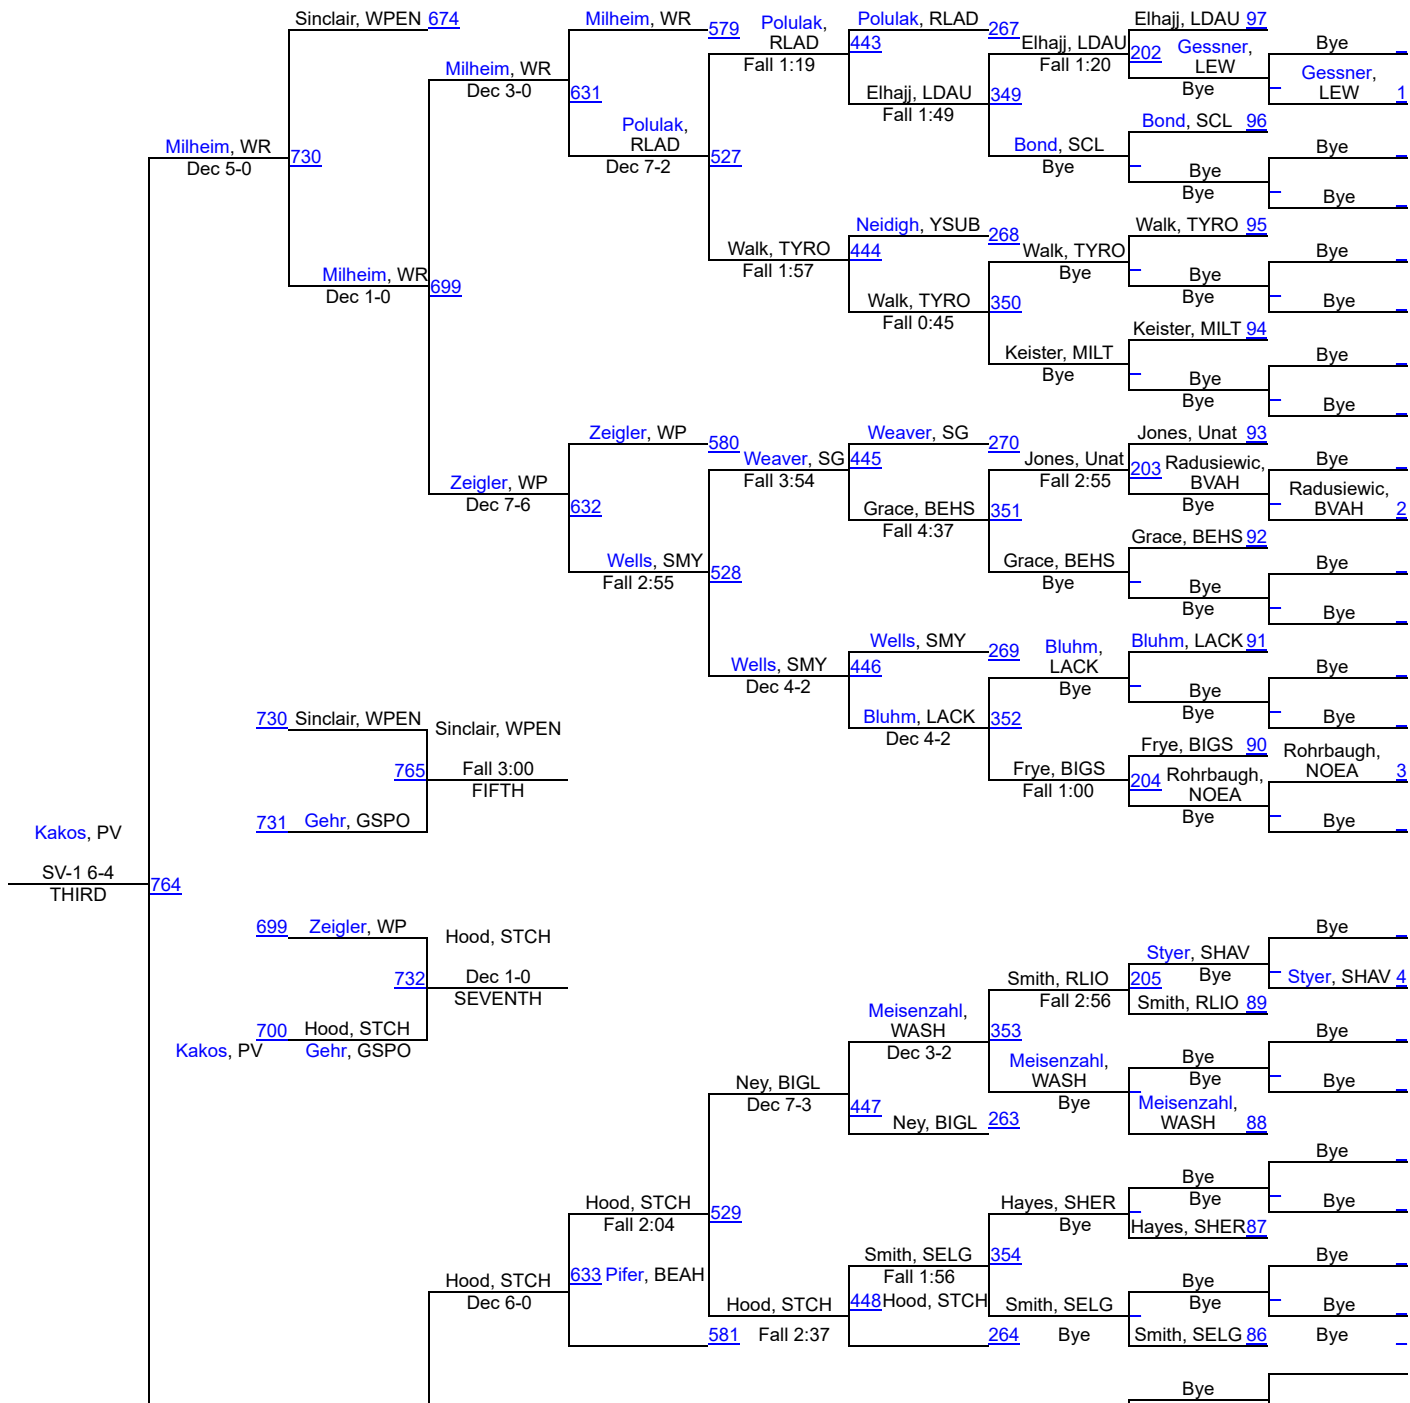 Sinclair, WPEN 674
Milheim, WR 579
Polulak, RLAD
Fall 1:19
Polulak, RLAD 267
443
Elhajj, LDAU
Fall 1:20
Elhajj, LDAU 97
202 Gessner, LEW
Bye
Bye
Gessner, LEW 1
Milheim, WR
Dec 3-0
631
Elhajj, LDAU 349
Fall 1:49
Polulak, RLAD
Dec 7-2
527
Bond, SCL 96
Bond, SCL
Bye
Bye
Bye
Bye
Bye
Milheim, WR
Dec 5-0
730
Neidigh, YSUB 268
444
Walk, TYRO
Fall 1:57
Walk, TYRO
Bye
Walk, TYRO 95
Bye
Bye
Bye
Bye
Milheim, WR
Dec 1-0
699
Walk, TYRO 350
Fall 0:45
Keister, MILT
Bye
Keister, MILT 94
Bye
Bye
Bye
Bye
Zeigler, WP 580
Weaver, SG
Fall 3:54
Weaver, SG 270
445
Jones, Unat
Fall 2:55
Jones, Unat 93
203 Radusiewic, BVAH
Bye
Bye
Radusiewic, BVAH 2
Zeigler, WP
Dec 7-6
632
Grace, BEHS 351
Fall 4:37
Grace, BEHS 92
Grace, BEHS
Bye
Bye
Bye
Bye
Bye
Wells, SMY
Fall 2:55
528
Wells, SMY 269
446
Wells, SMY
Dec 4-2
Bluhm, LACK
Bye
Bluhm, LACK 91
Bye
Bye
Bye
Bye
Bluhm, LACK 352
Dec 4-2
Frye, BIGS
Fall 1:00
Frye, BIGS 90
204 Rohrbaugh, NOEA
Bye
Rohrbaugh, NOEA 3
Bye
730 Sinclair, WPEN
Sinclair, WPEN
765 Fall 3:00
FIFTH
731 Gehr, GSPO
Kakos, PV
SV-1 6-4
THIRD
764
699 Zeigler, WP
Hood, STCH
732 Dec 1-0
SEVENTH
700 Hood, STCH
Kakos, PV
Gehr, GSPO
Bye
Styer, SHAV
Bye
Styer, SHAV 4
Smith, RLIO
Fall 2:56
205
Smith, RLIO 89
Meisenzahl, WASH
Dec 3-2
353
Meisenzahl, WASH
Bye
Bye
Bye
Bye
Bye
Meisenzahl, WASH 88
Ney, BIGL
Dec 7-3
447
Ney, BIGL 263
Bye
Bye
Bye
Bye
Hood, STCH
Fall 2:04
529
Hayes, SHER
Bye
Hayes, SHER 87
Smith, SELG
Fall 1:56
354
Bye
Bye
Bye
Bye
Hood, STCH
Dec 6-0
633 Pifer, BEAH
581
Hood, STCH
Fall 2:37
448 Hood, STCH
264
Smith, SELG
Bye
Smith, SELG 86
Bye
Bye